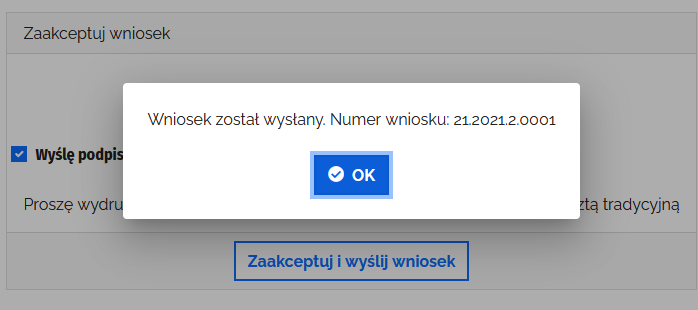 Zaakceptuj wniosek
Wniosek został wysłany. Numer wniosku: 21.2021.2.0001
OK
Wyślę podpis
Proszę wydru
tą tradycyjną
Zaakceptuj i wyślij wniosek